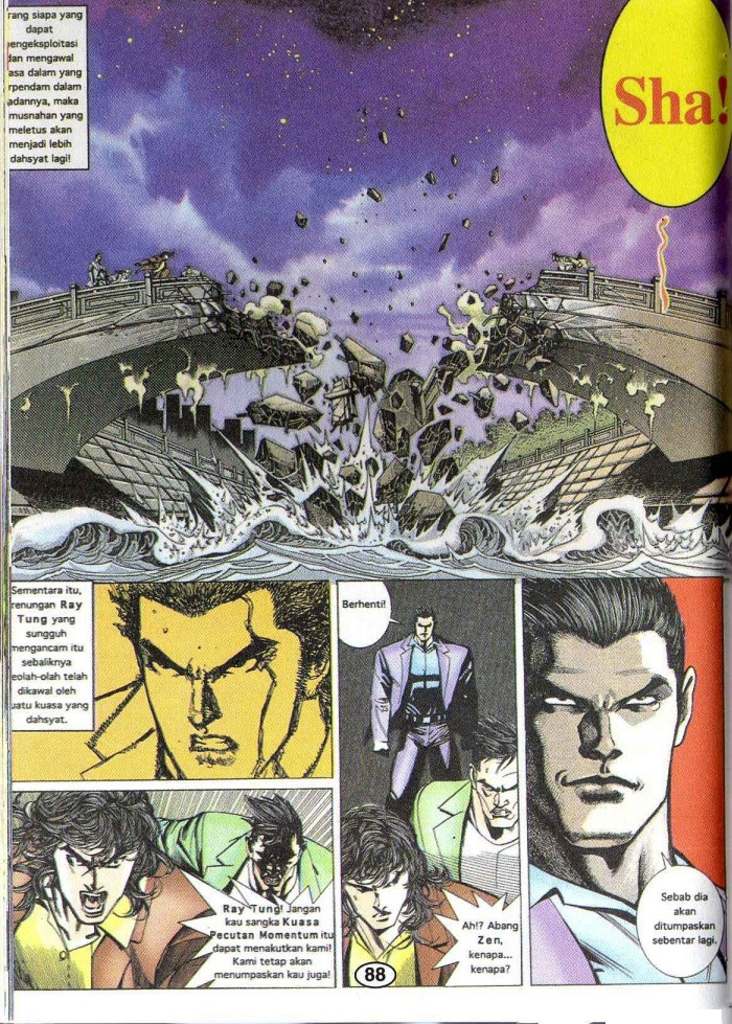 rang siapa yang
dapat
engeksploitasi
dan mengawal
asa dalam yang
rpendam dalam
adannya, maka
musnahan yang
meletus akan
menjadi lebih
dahsyat lagi!
Sha!
Sementara itu,
renungan Ray
Tung yang
sungguh
mengancam itu
sebaliknya
eolah-olah telah
dikawal oleh
uatu kuasa yang
dahsyat.
Ray Tung! Jangan
kau sangka Kuasa
Pecutan Momentum itu
dapat menakutkan kami!
Kami tetap akan
menumpaskan kau juga!
Berhenti!
Ah!? Abang
Zen,
kenapa...
kenapa?
Sebab dia
akan
ditumpaskan
sebentar lagi.
88